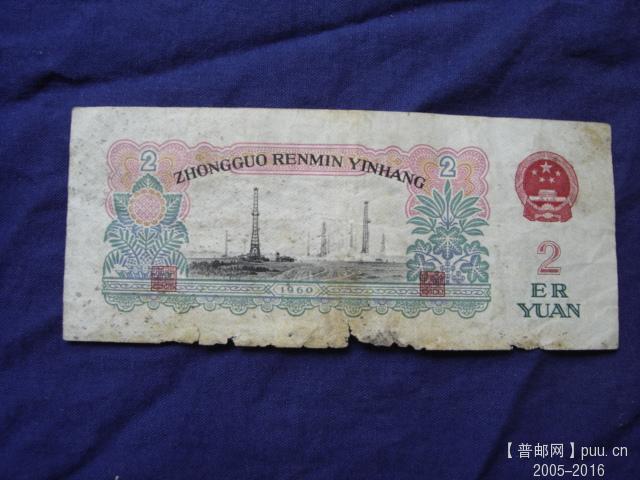 2
2
ZHONGGUO RENMIN YINHANG
1960
2
ER
YUAN
【普邮网】puu.cn
2005-2016